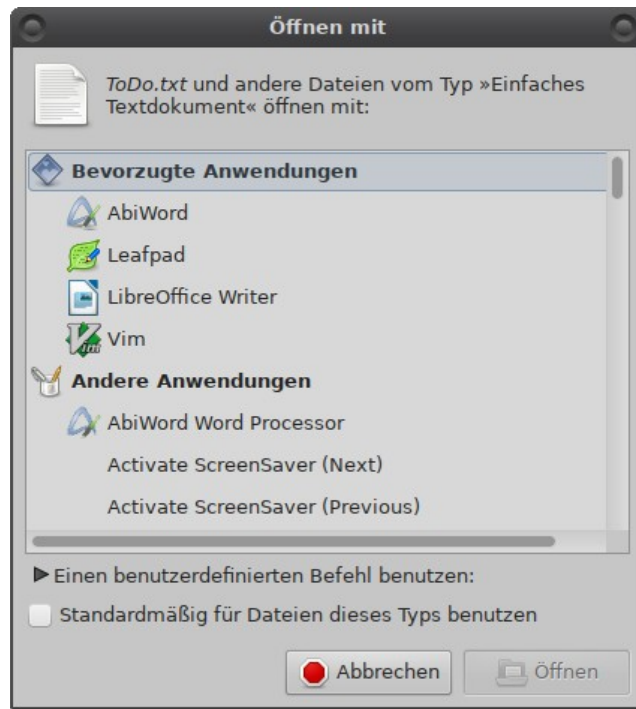 Öffnen mit
ToDo.txt und andere Dateien vom Typ »Einfaches
Textdokument« öffnen mit:
Bevorzugte Anwendungen
AbiWord
Leafpad
LibreOffice Writer
Vim
Andere Anwendungen
AbiWord Word Processor
Activate ScreenSaver (Next)
Activate ScreenSaver (Previous)
Einen benutzerdefinierten Befehl benutzen:
Standardmäßig für Dateien dieses Typs benutzen
Abbrechen
Öffnen